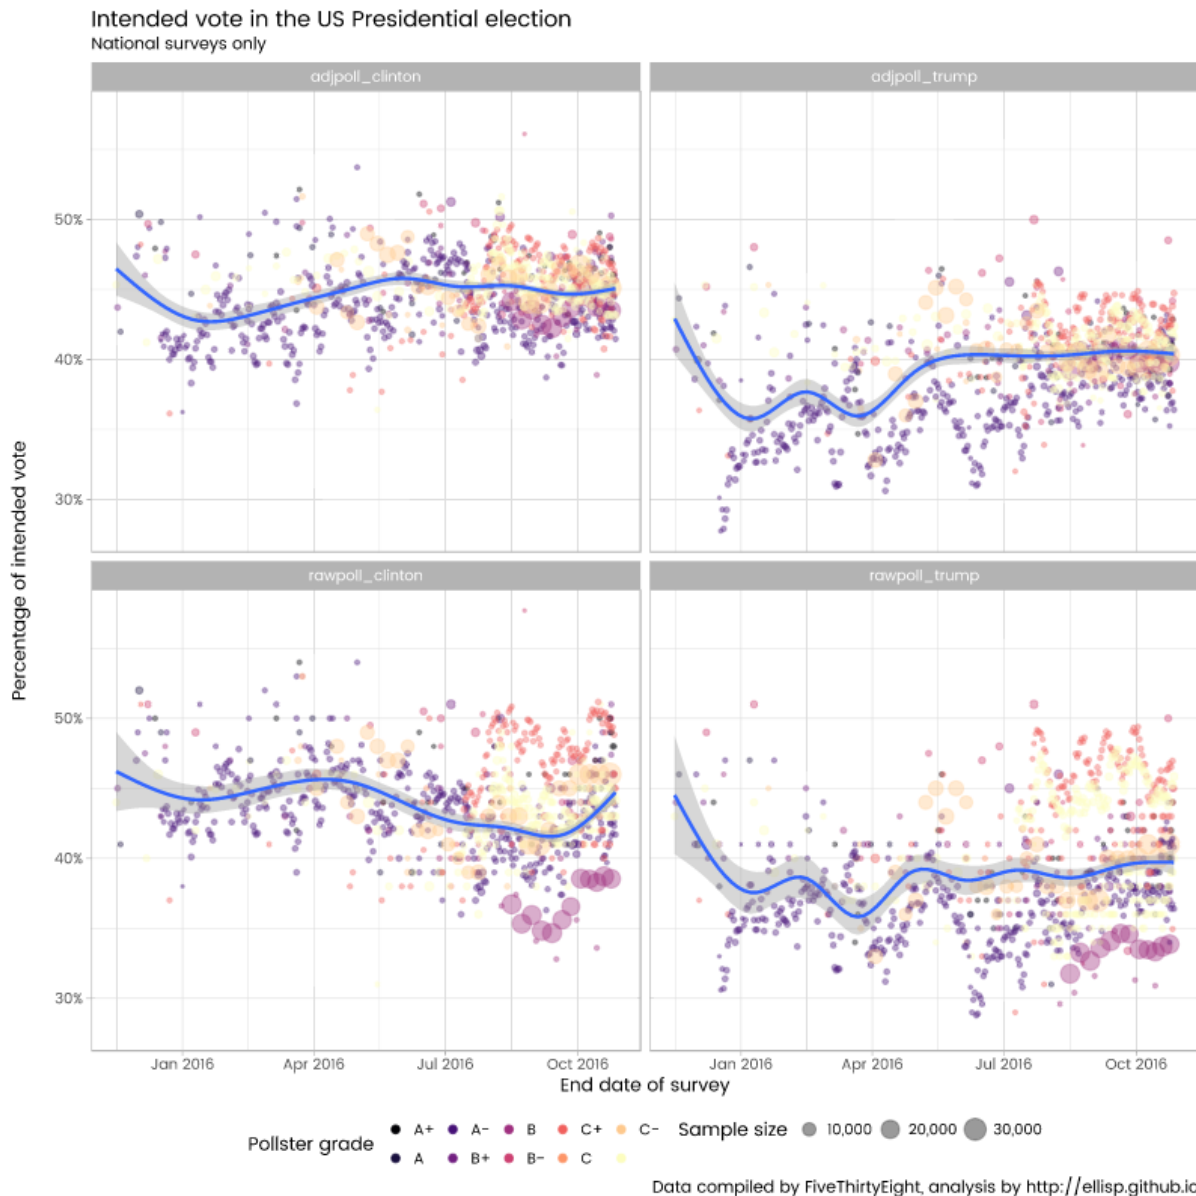 Intended vote in the US Presidential election
National surveys only
adjpoll_clinton
adjpoll_trump
50%
40%
30%
rawpoll_clinton
rawpoll_trump
50%
40%
30%
Percentage of intended vote
Jan 2016 Apr 2016 Jul 2016 Oct 2016
Jan 2016 Apr 2016 Jul 2016 Oct 2016
End date of survey
Pollster grade
A+ A- B C+ C-
A B+ B- C
Sample size 10,000 20,000 30,000
Data compiled by FiveThirtyEight, analysis by http://ellisp.github.io